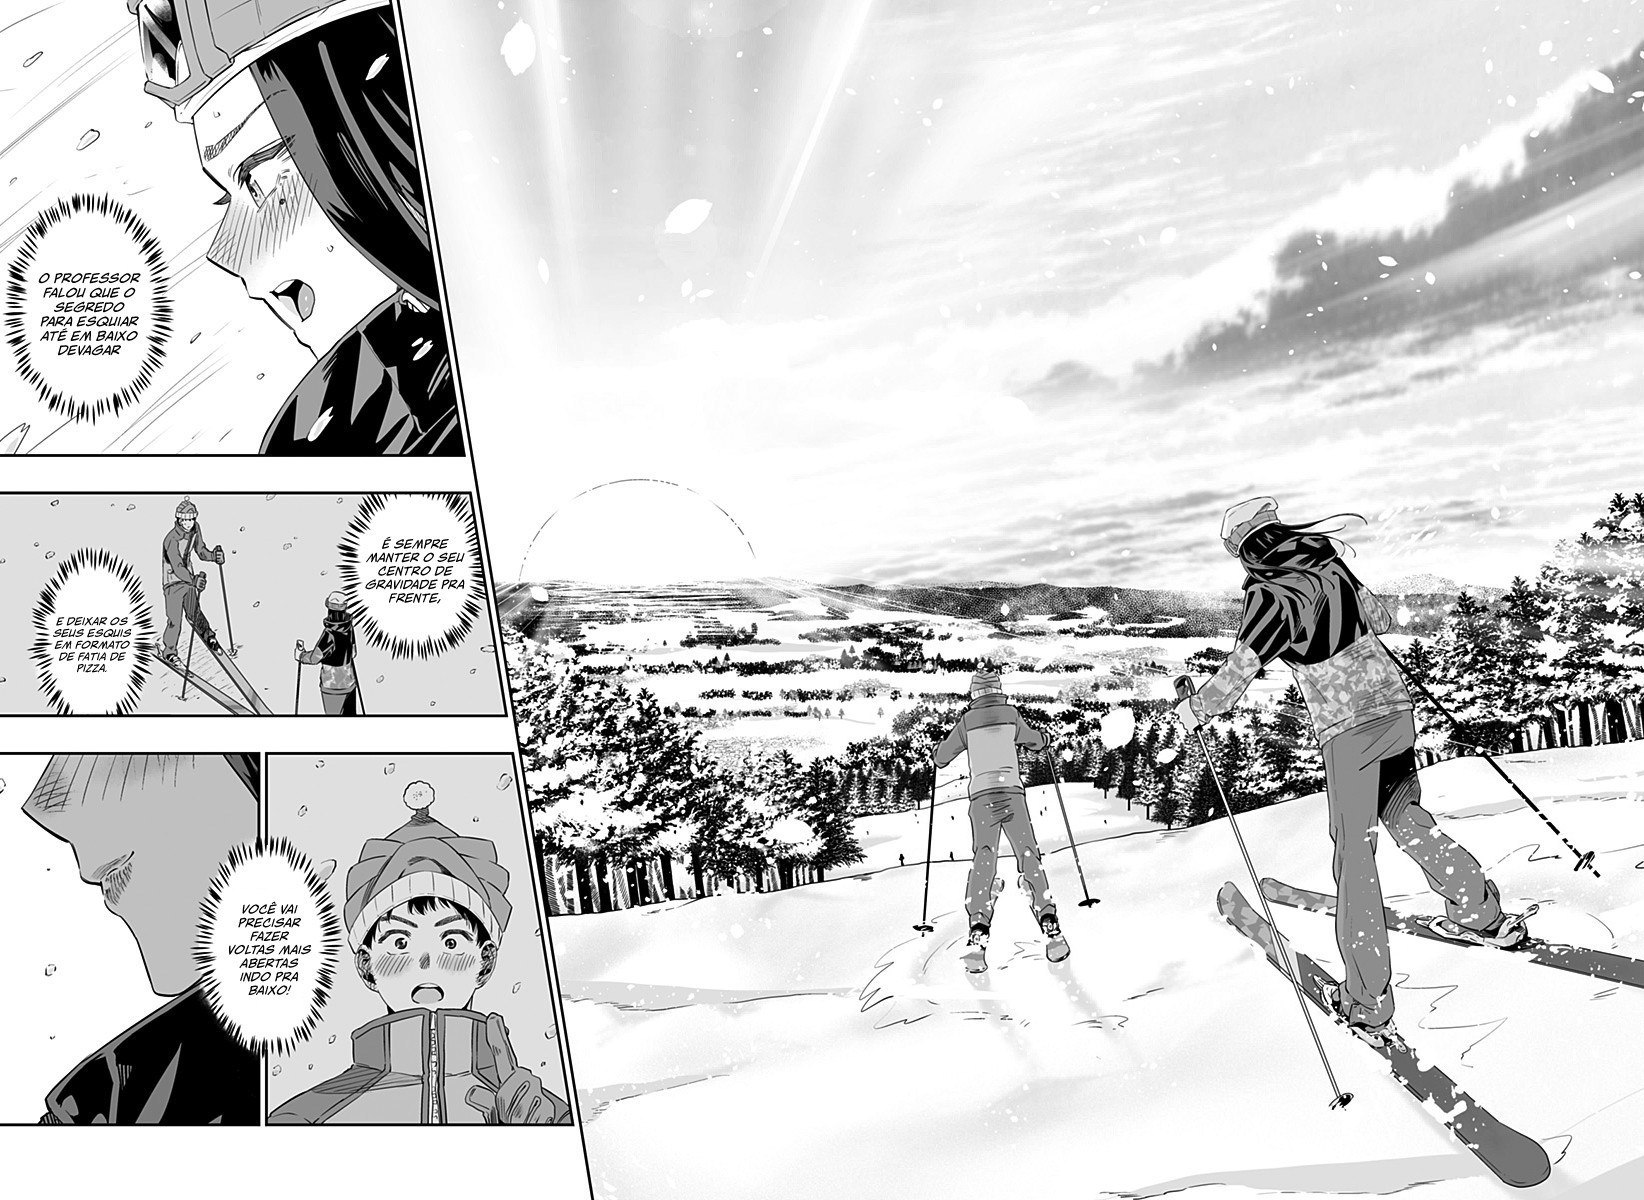 O PROFESSOR
FALOU QUE O
SEGREDO
PARA ESQUIAR
ATÉ EM BAIXO
DEVAGAR
É SEMPRE
MANTER O SEU
CENTRO DE
GRAVIDADE PRA
FRENTE,
E DEIXAR OS
SEUS ESQUIS
EM FORMATO
DE FATIA DE
PIZZA.
VOCÊ VAI
PRECISAR
FAZER
VOLTAS MAIS
ABERTAS
INDO PRA
BAIXO!